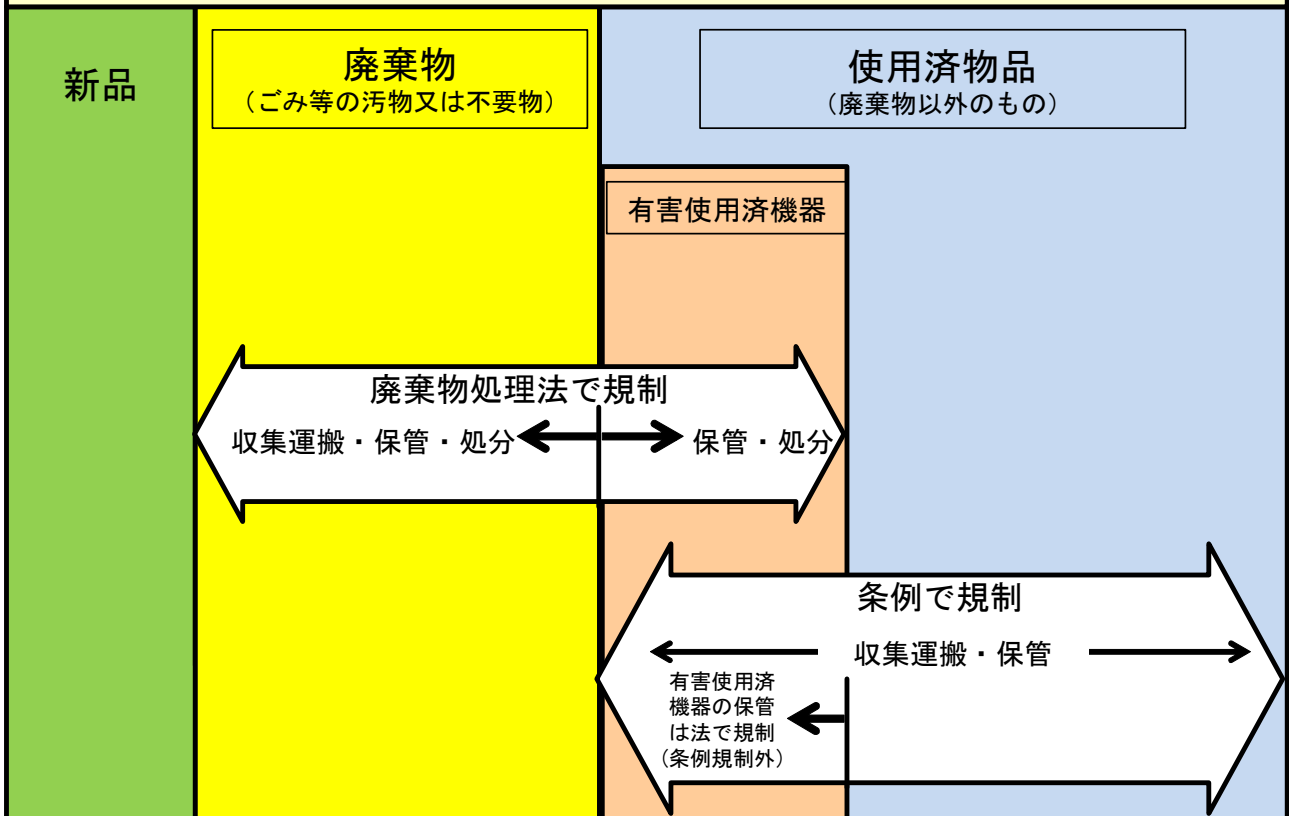 新品
廃棄物
（ごみ等の汚物又は不要物）
使用済物品
（廃棄物以外のもの）
有害使用済機器
廃棄物処理法で規制
収集運搬・保管・処分
保管・処分
条例で規制
収集運搬・保管
有害使用済
機器の保管
は法で規制
（条例規制外）